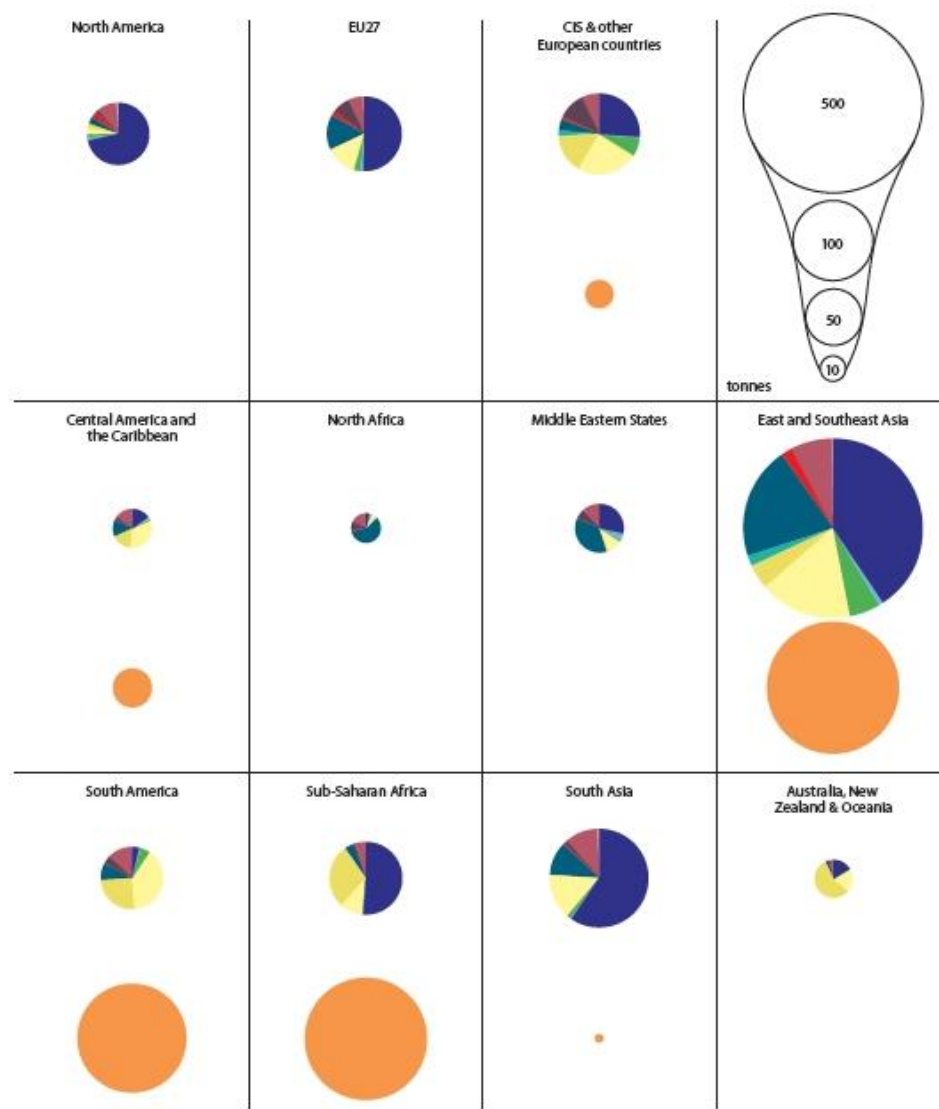 North America
EU27
CIS & other
European countries
500
100
50
10
tonnes
Central America and
the Caribbean
North Africa
Middle Eastern States
East and Southeast Asia
South America
Sub-Saharan Africa
South Asia
Australia, New
Zealand & Oceania